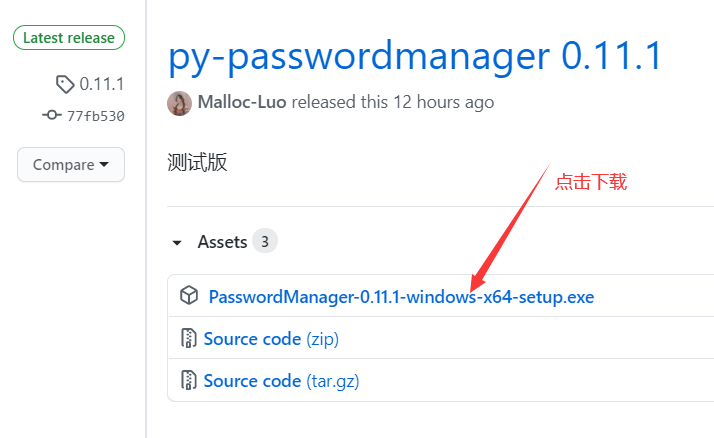 Latest release
0.11.1
77fb530
Compare
py-passwordmanager 0.11.1
Malloc-Luo released this 12 hours ago
测试版
点击下载
Assets 3
PasswordManager-0.11.1-windows-x64-setup.exe
Source code (zip)
Source code (tar.gz)